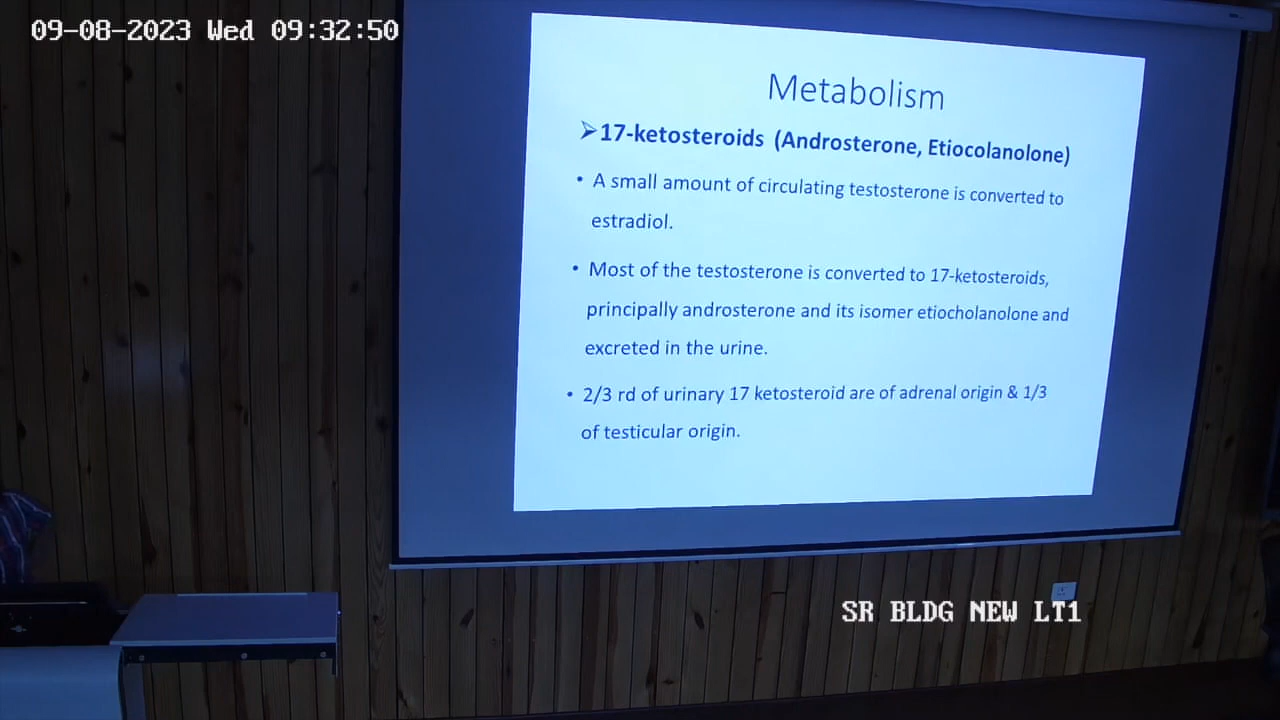 09-08-2023 Wed 09:32:50
Metabolism
➢17-ketosteroids (Androsterone, Etiocolanolone)
• A small amount of circulating testosterone is converted to
estradiol.
• Most of the testosterone is converted to 17-ketosteroids,
principally androsterone and its isomer etiocholanolone and
excreted in the urine.
• 2/3 rd of urinary 17 ketosteroid are of adrenal origin & 1/3
of testicular origin.
SR BLDG NEW LT1